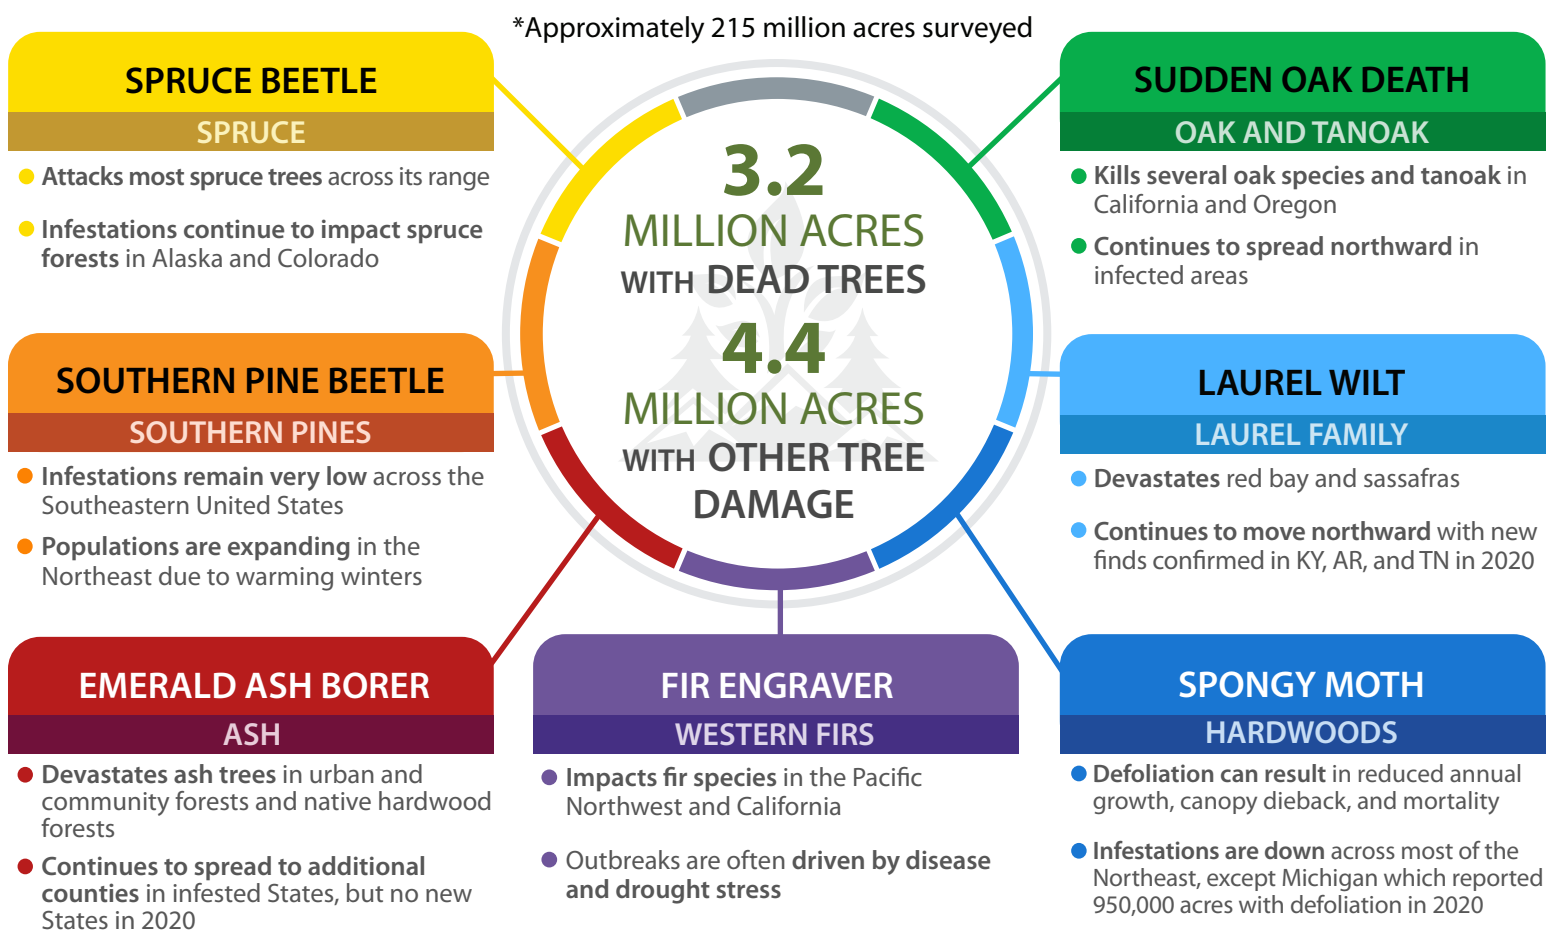 *Approximately 215 million acres surveyed
SPRUCE BEETLE
SPRUCE
Attacks most spruce trees across its range
Infestations continue to impact spruce
forests in Alaska and Colorado
SOUTHERN PINE BEETLE
SOUTHERN PINES
Infestations remain very low across the
Southeastern United States
Populations are expanding in the
Northeast due to warming winters
EMERALD ASH BORER
ASH
Devastates ash trees in urban and
community forests and native hardwood
forests
Continues to spread to additional
counties in infested States, but no new
States in 2020
3.2
MILLION ACRES
WITH DEAD TREES
4.4
MILLION ACRES
WITH OTHER TREE
DAMAGE
FIR ENGRAVER
WESTERN FIRS
Impacts fir species in the Pacific
Northwest and California
Outbreaks are often driven by disease
and drought stress
SUDDEN OAK DEATH
OAK AND TANOAK
Kills several oak species and tanoak in
California and Oregon
Continues to spread northward in
infected areas
LAUREL WILT
LAUREL FAMILY
Devastates red bay and sassafras
Continues to move northward with new
finds confirmed in KY, AR, and TN in 2020
SPONGY MOTH
HARDWOODS
Defoliation can result in reduced annual
growth, canopy dieback, and mortality
Infestations are down across most of the
Northeast, except Michigan which reported
950,000 acres with defoliation in 2020